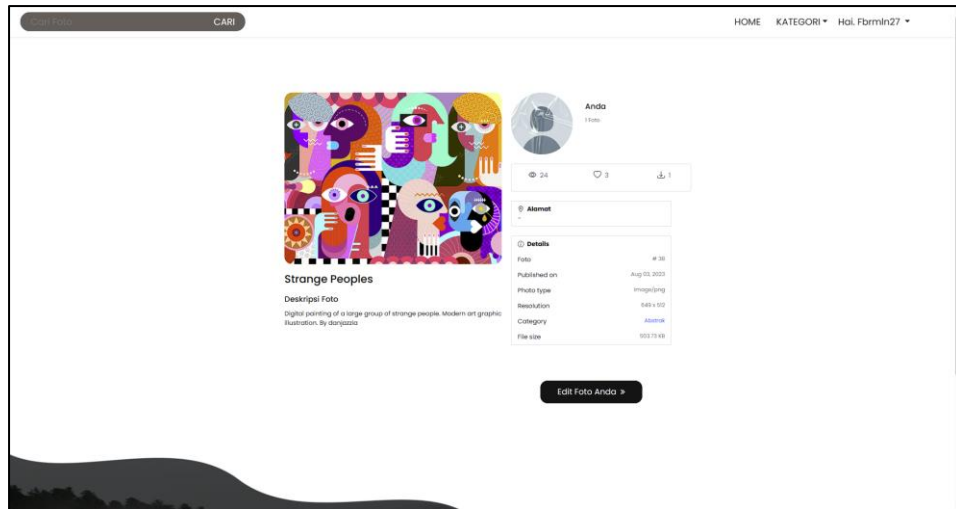 Cari Foto CARI HOME KATEGORI Hai. Fbrmln27
Anda
1 Foto
24 3 1
Alamat
-
Details
Foto # 38
Published on Aug 03, 2023
Photo type image/png
Resolution
Category Abstrak
File size
Strange Peoples
Deskripsi Foto
Digital painting of a large group of strange people. Modern art graphic
illustration. By danjazzia
Edit Foto Anda »